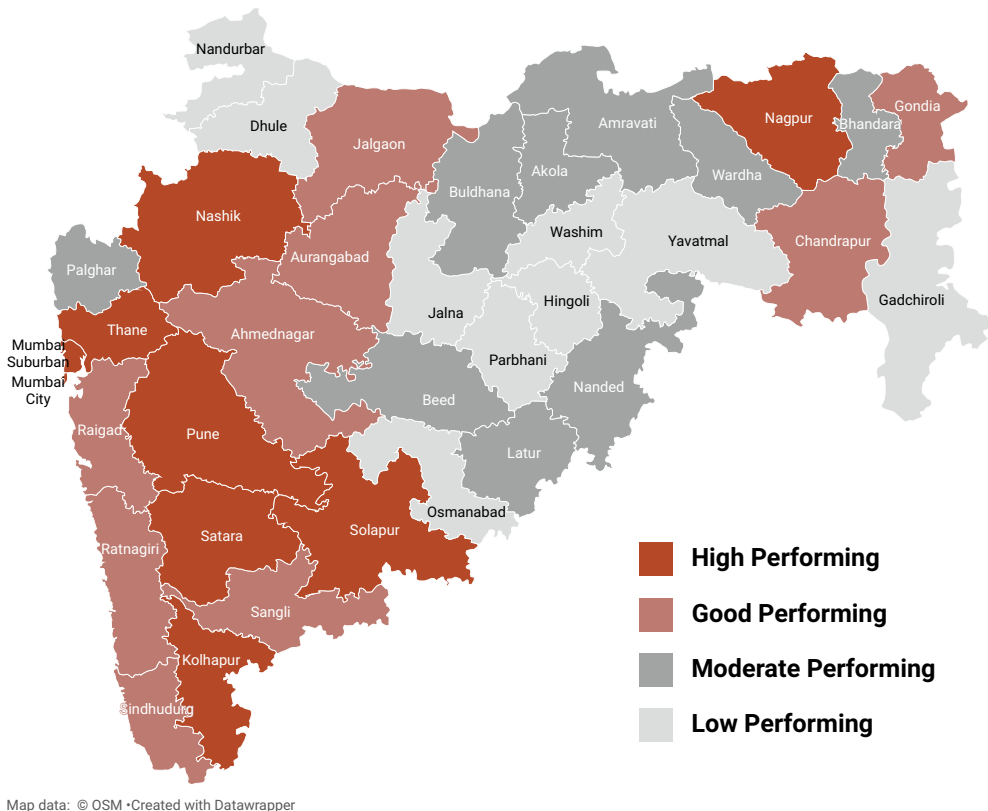 Nandurbar
Dhule
Jalgaon
Nashik
Aurangabad
Palghar
Thane
Mumbai
Suburban
Mumbai
City
Ahmednagar
Raigad
Pune
Beed
Jalna
Buldhana
Akola
Amravati
Wardha
Nagpur
Bhandara
Gondia
Washim
Yavatmal
Chandrapur
Gadchiroli
Hingoli
Parbhani
Nanded
Latur
Osmanabad
Solapur
Satara
Ratnagiri
Sangli
Kolhapur
Sindhudurg
High Performing
Good Performing
Moderate Performing
Low Performing
Map data: © OSM •Created with Datawrapper